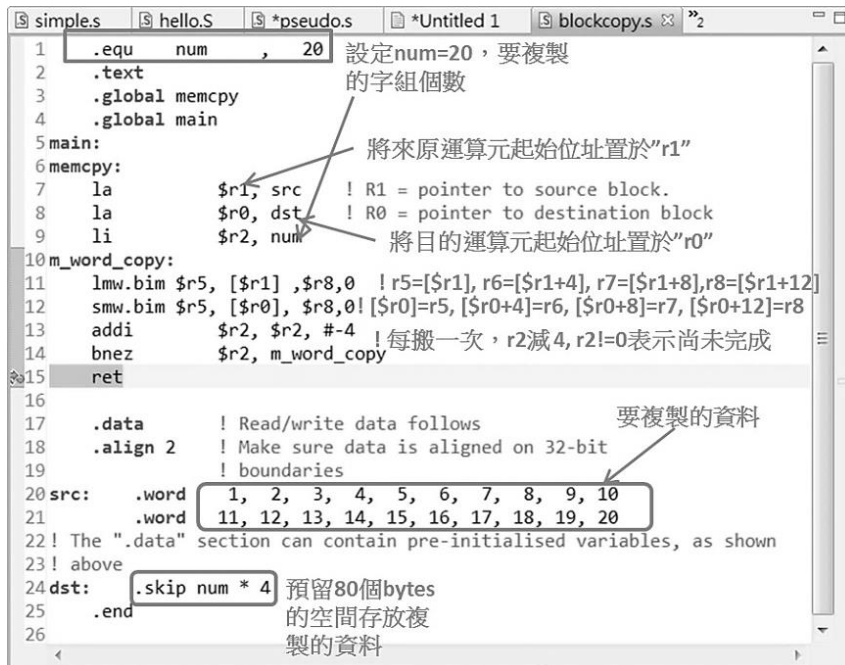 simple.s hello.S *pseudo.s *Untitled 1 blockcopy.s »2
1 .equ num , 20
設定num=20，要複製
的字組個數
2 .text
3 .global memcpy
4 .global main
5 main:
將來原運算元起始位址置於”r1”
6 memcpy:
7 la $r1, src ! R1 = pointer to source block.
8 la $r0, dst ! R0 = pointer to destination block
9 li $r2, num
將目的運算元起始位址置於”r0”
10 m_word_copy:
11 lmw.bim $r5, [$r1] ,$r8,0 ! r5=[$r1], r6=[$r1+4], r7=[$r1+8],r8=[$r1+12]
12 smw.bim $r5, [$r0], $r8,0! [$r0]=r5, [$r0+4]=r6, [$r0+8]=r7, [$r0+12]=r8
13 addi $r2, $r2, #-4
! 每搬一次，r2減4, r2!=0表示尚未完成
14 bnez $r2, m_word_copy
15 ret
16
17 .data ! Read/write data follows
要複製的資料
18 .align 2 ! Make sure data is aligned on 32-bit
19 ! boundaries
20 src: .word 1, 2, 3, 4, 5, 6, 7, 8, 9, 10
21 .word 11, 12, 13, 14, 15, 16, 17, 18, 19, 20
22 ! The ".data" section can contain pre-initialised variables, as shown
23 ! above
24 dst: .skip num * 4
預留80個bytes
的空間存放複
製的資料
25 .end
26